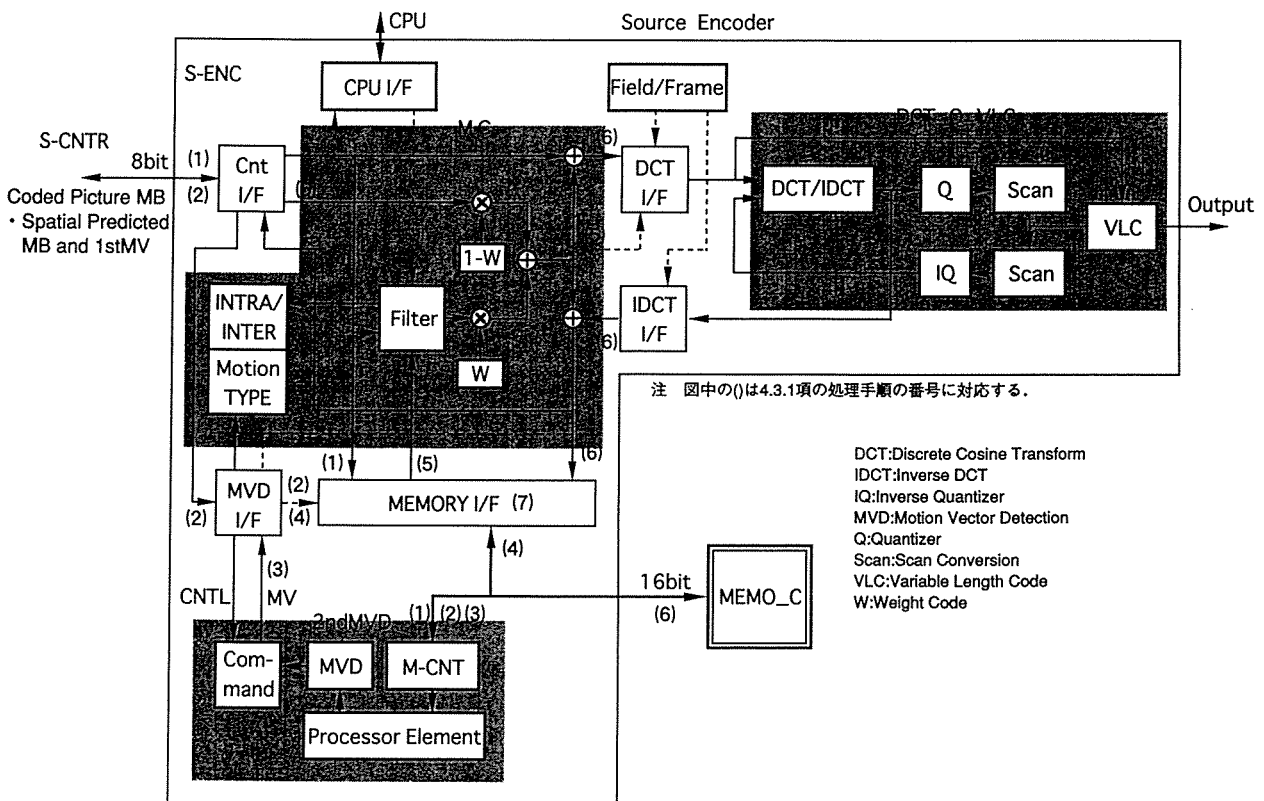 CPU
Source Encoder
S-ENC
CPU I/F
Field/Frame
S-CNTR
8bit
(1)
(2)
Cnt
I/F
Coded Picture MB
・Spatial Predicted
MB and 1stMV
MC
(6)
DCT
I/F
DCT Q VLC
DCT/IDCT
Q
Scan
VLC
Output
IQ
Scan
1-W
INTRA/
INTER
Motion
TYPE
Filter
W
IDCT
I/F
(6)
注 図中の()は4.3.1項の処理手順の番号に対応する.
(1)
(5)
(6)
MVD
I/F
(2)
(2)
(4)
MEMORY I/F (7)
(3)
(4)
CNTL
MV
16bit
(6)
MEMO_C
2ndMVD
(1)
(2)
(3)
Com-
mand
MVD
M-CNT
Processor Element
DCT:Discrete Cosine Transform
IDCT:Inverse DCT
IQ:Inverse Quantizer
MVD:Motion Vector Detection
Q:Quantizer
Scan:Scan Conversion
VLC:Variable Length Code
W:Weight Code